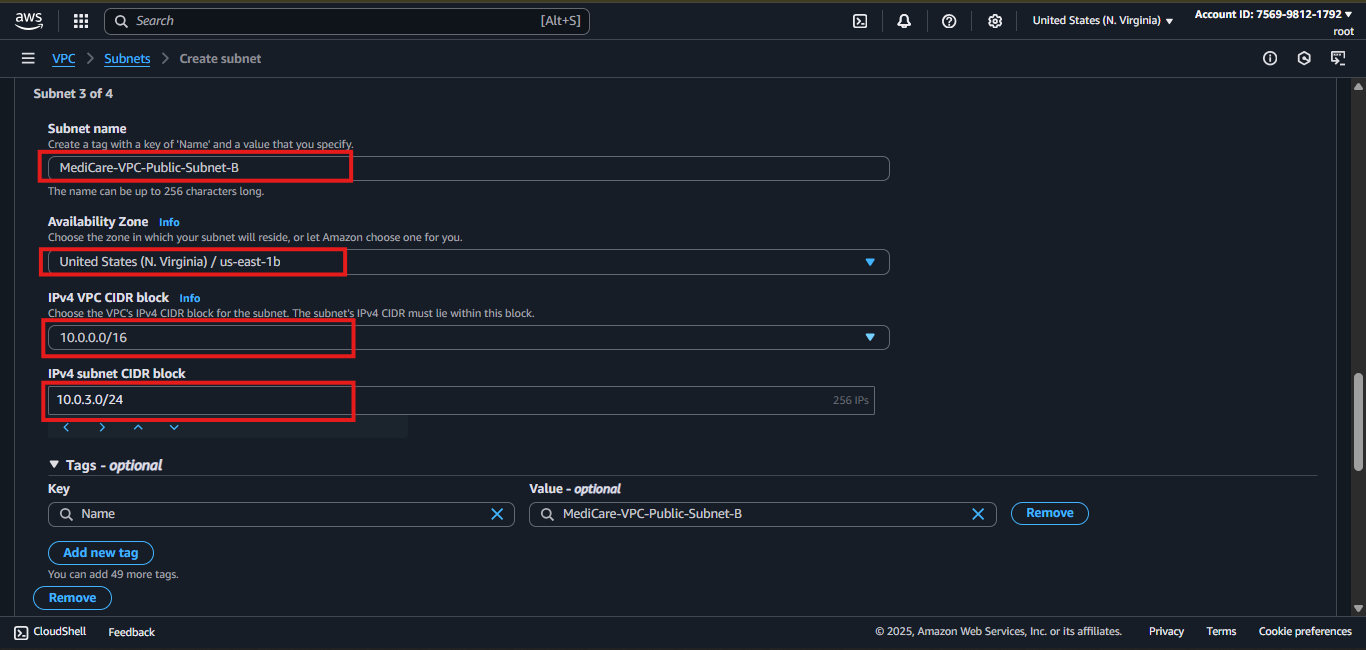 aws
Search [Alt+S] United States (N. Virginia) ▼ Account ID: 7569-9812-1792 ▼
root
VPC > Subnets > Create subnet
Subnet 3 of 4
Subnet name
Create a tag with a key of 'Name' and a value that you specify.
MediCare-VPC-Public-Subnet-B
The name can be up to 256 characters long.
Availability Zone Info
Choose the zone in which your subnet will reside, or let Amazon choose one for you.
United States (N. Virginia) / us-east-1b
IPv4 VPC CIDR block Info
Choose the VPC's IPv4 CIDR block for the subnet. The subnet's IPv4 CIDR must lie within this block.
10.0.0.0/16
IPv4 subnet CIDR block
10.0.3.0/24 256 IPs
Tags - optional
Key Value - optional
Name MediCare-VPC-Public-Subnet-B Remove
Add new tag
You can add 49 more tags.
Remove
CloudShell Feedback © 2025, Amazon Web Services, Inc. or its affiliates. Privacy Terms Cookie preferences